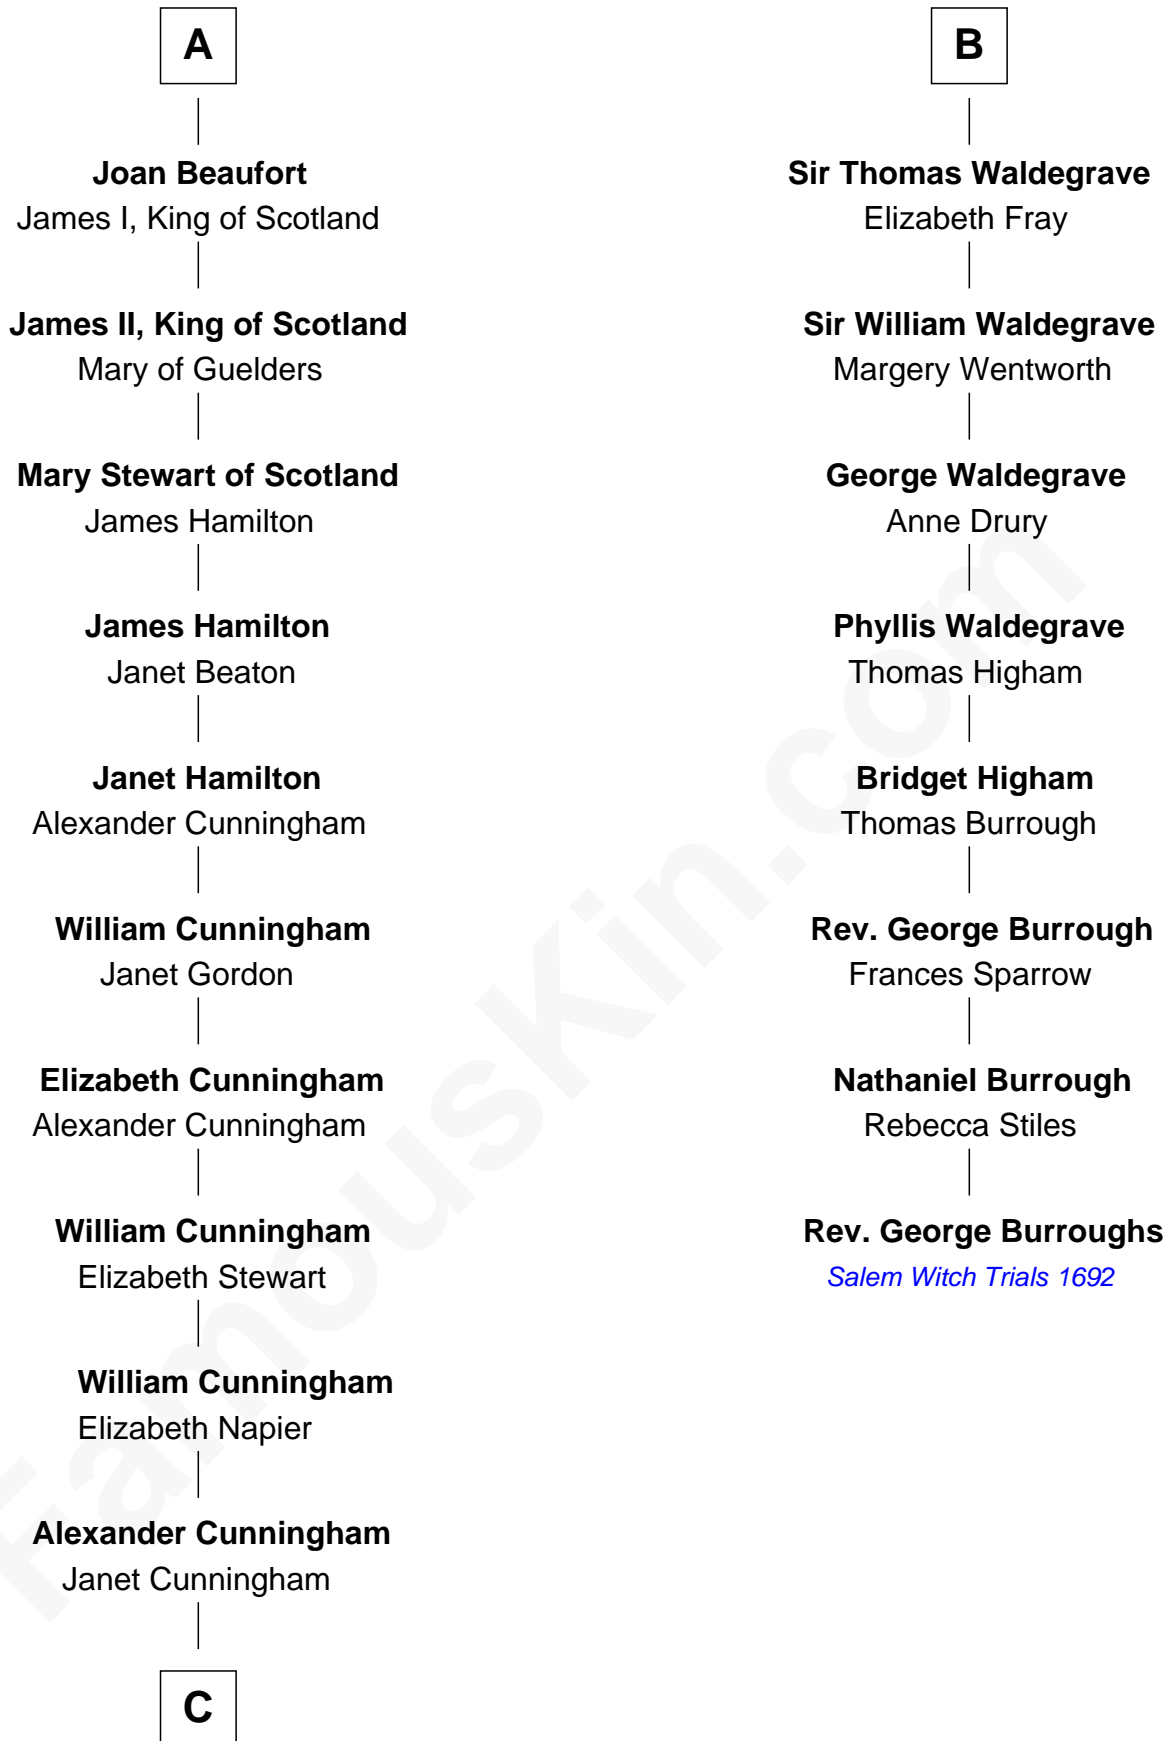 A
Joan Beaufort
James I, King of Scotland
James II, King of Scotland
Mary of Guelders
Mary Stewart of Scotland
James Hamilton
James Hamilton
Janet Beaton
Janet Hamilton
Alexander Cunningham
William Cunningham
Janet Gordon
Elizabeth Cunningham
Alexander Cunningham
William Cunningham
Elizabeth Stewart
William Cunningham
Elizabeth Napier
Alexander Cunningham
Janet Cunningham
C
B
Sir Thomas Waldegrave
Elizabeth Fray
Sir William Waldegrave
Margery Wentworth
George Waldegrave
Anne Drury
Phyllis Waldegrave
Thomas Higham
Bridget Higham
Thomas Burrough
Rev. George Burrough
Frances Sparrow
Nathaniel Burrough
Rebecca Stiles
Rev. George Burroughs
Salem Witch Trials 1692
FamousKin.com